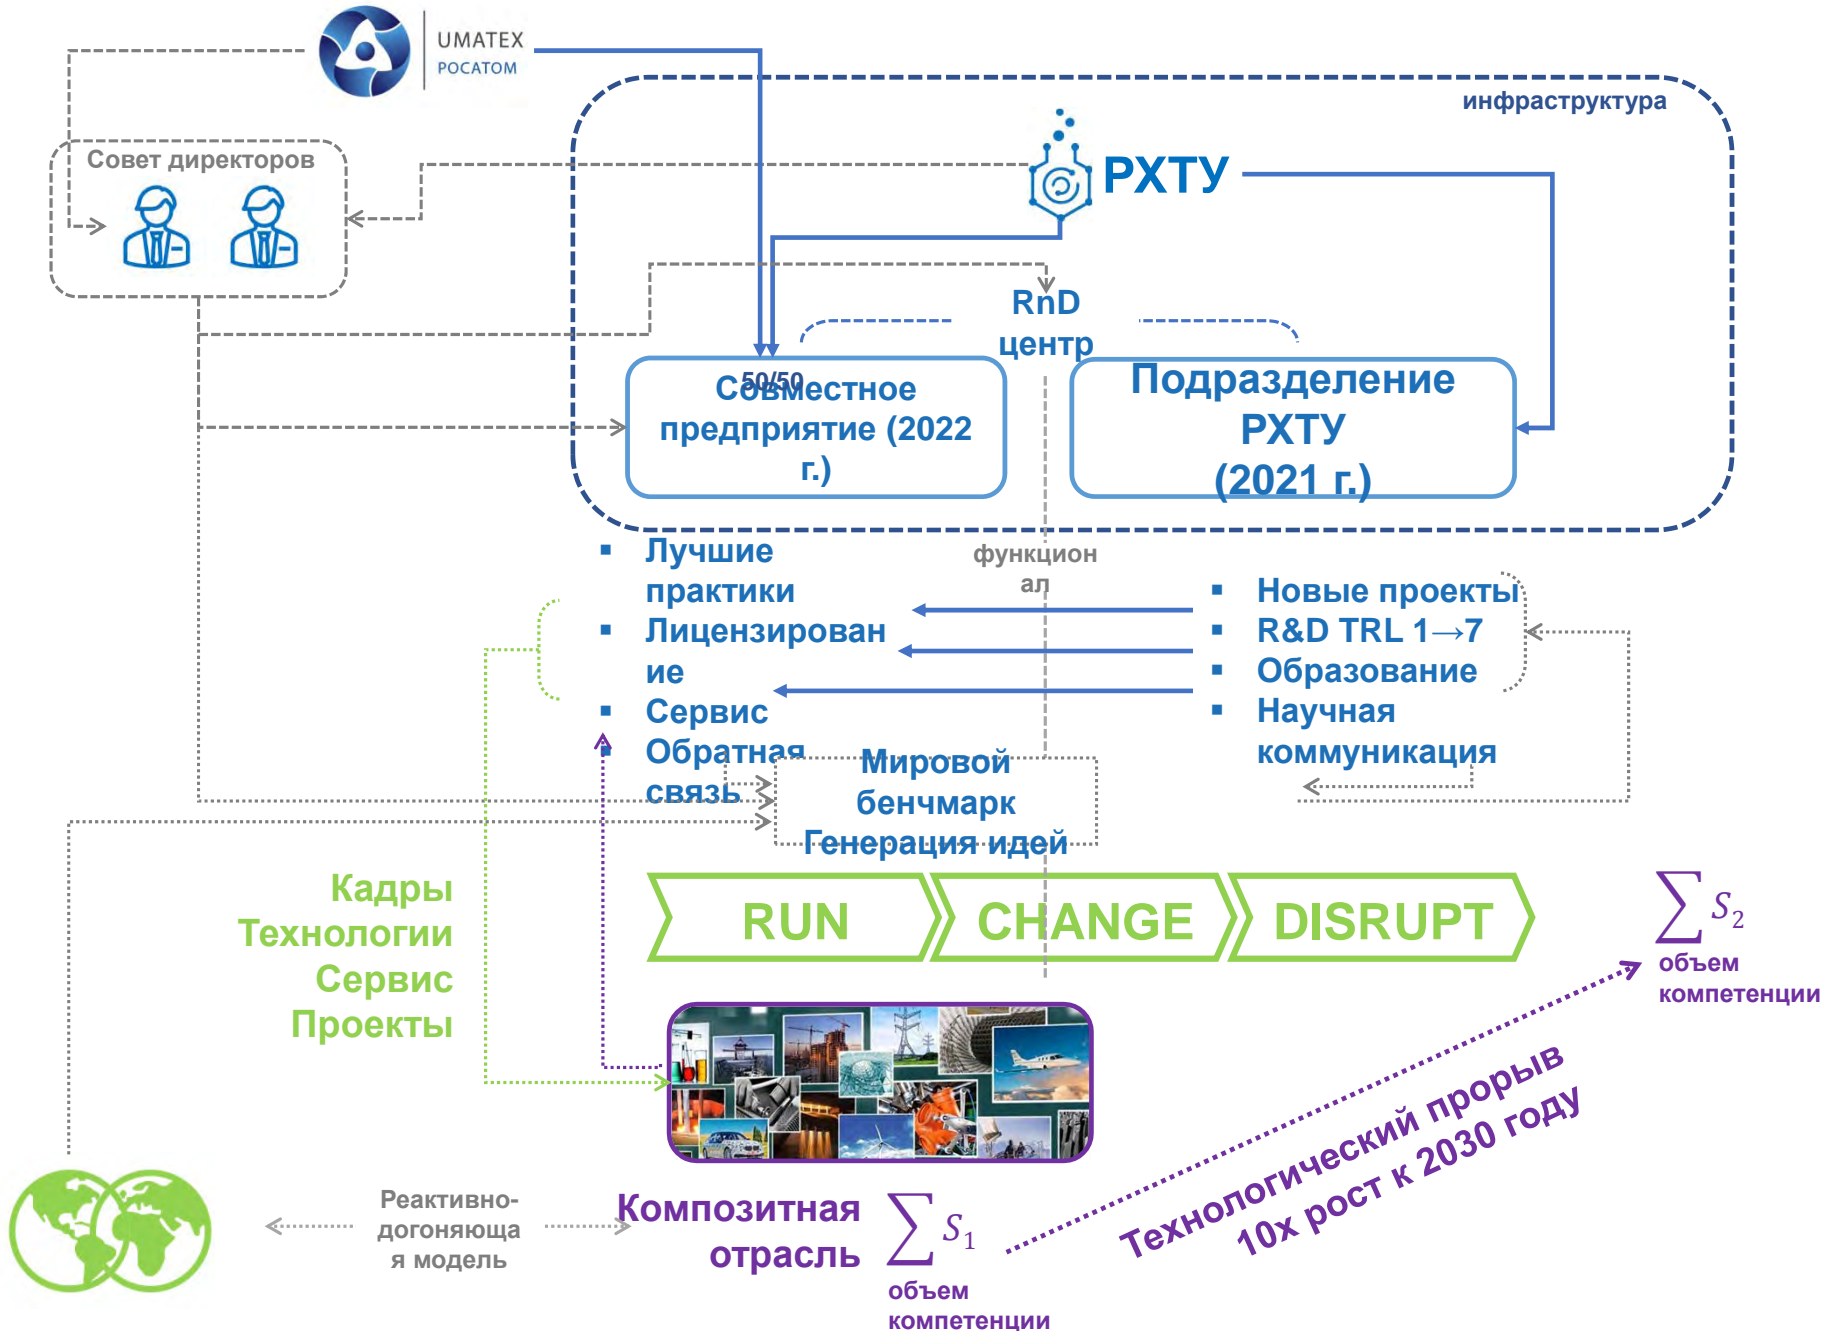 UMATEX
РОСАТОМ
инфраструктура
Совет директоров
РХТУ
RnD
центр
50/50
Совместное
предприятие (2022
г.)
Подразделение
РХТУ
(2021 г.)
▪ Лучшие
практики
▪ Лицензирован
ие
▪ Сервис
▪ Обратная
связь
функцион
ал
▪ Новые проекты
▪ R&D TRL 1→7
▪ Образование
▪ Научная
коммуникация
Мировой
бенчмарк
Генерация идей
Кадры
Технологии
Сервис
Проекты
RUN
CHANGE
DISRUPT
∑ S₂
объем
компетенции
Технологический прорыв
10х рост к 2030 году
Реактивно-
догоняюща
я модель
Композитная
отрасль
∑ S₁
объем
компетенции